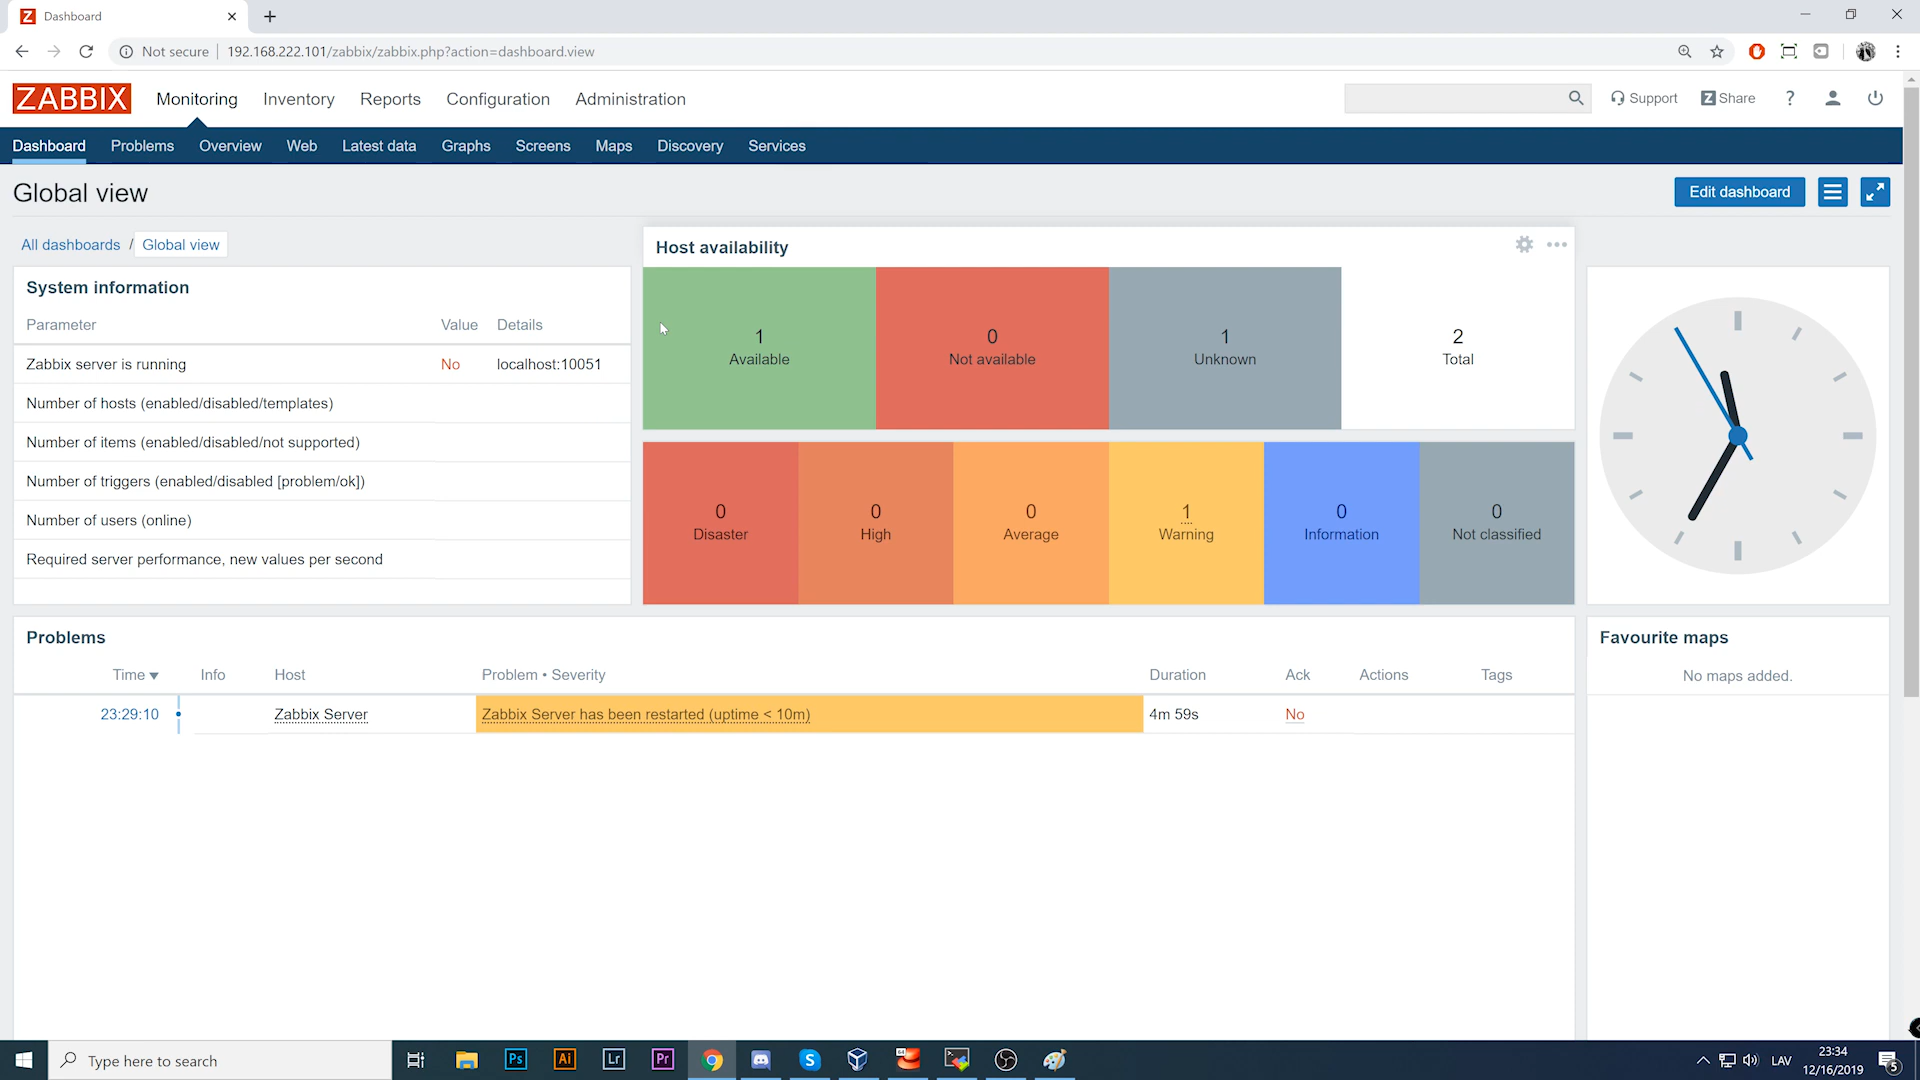 Dashboard
Not secure 192.168.222.101/zabbix/zabbix.php?action=dashboard.view
ZABBIX Monitoring Inventory Reports Configuration Administration Support Z Share ?
Dashboard Problems Overview Web Latest data Graphs Screens Maps Discovery Services
Global view Edit dashboard
All dashboards / Global view
System information
Parameter Value Details
Zabbix server is running No localhost:10051
Number of hosts (enabled/disabled/templates)
Number of items (enabled/disabled/not supported)
Number of triggers (enabled/disabled [problem/ok])
Number of users (online)
Required server performance, new values per second
Host availability
1 0 1 2
Available Not available Unknown Total
0 0 0 1 0 0
Disaster High Average Warning Information Not classified
Problems
Time Info Host Problem • Severity Duration Ack Actions Tags
23:29:10 Zabbix Server Zabbix Server has been restarted (uptime < 10m) 4m 59s No
Favourite maps
No maps added.
Type here to search Ps Ai Lr Pr LAV
23:34
12/16/2019
5